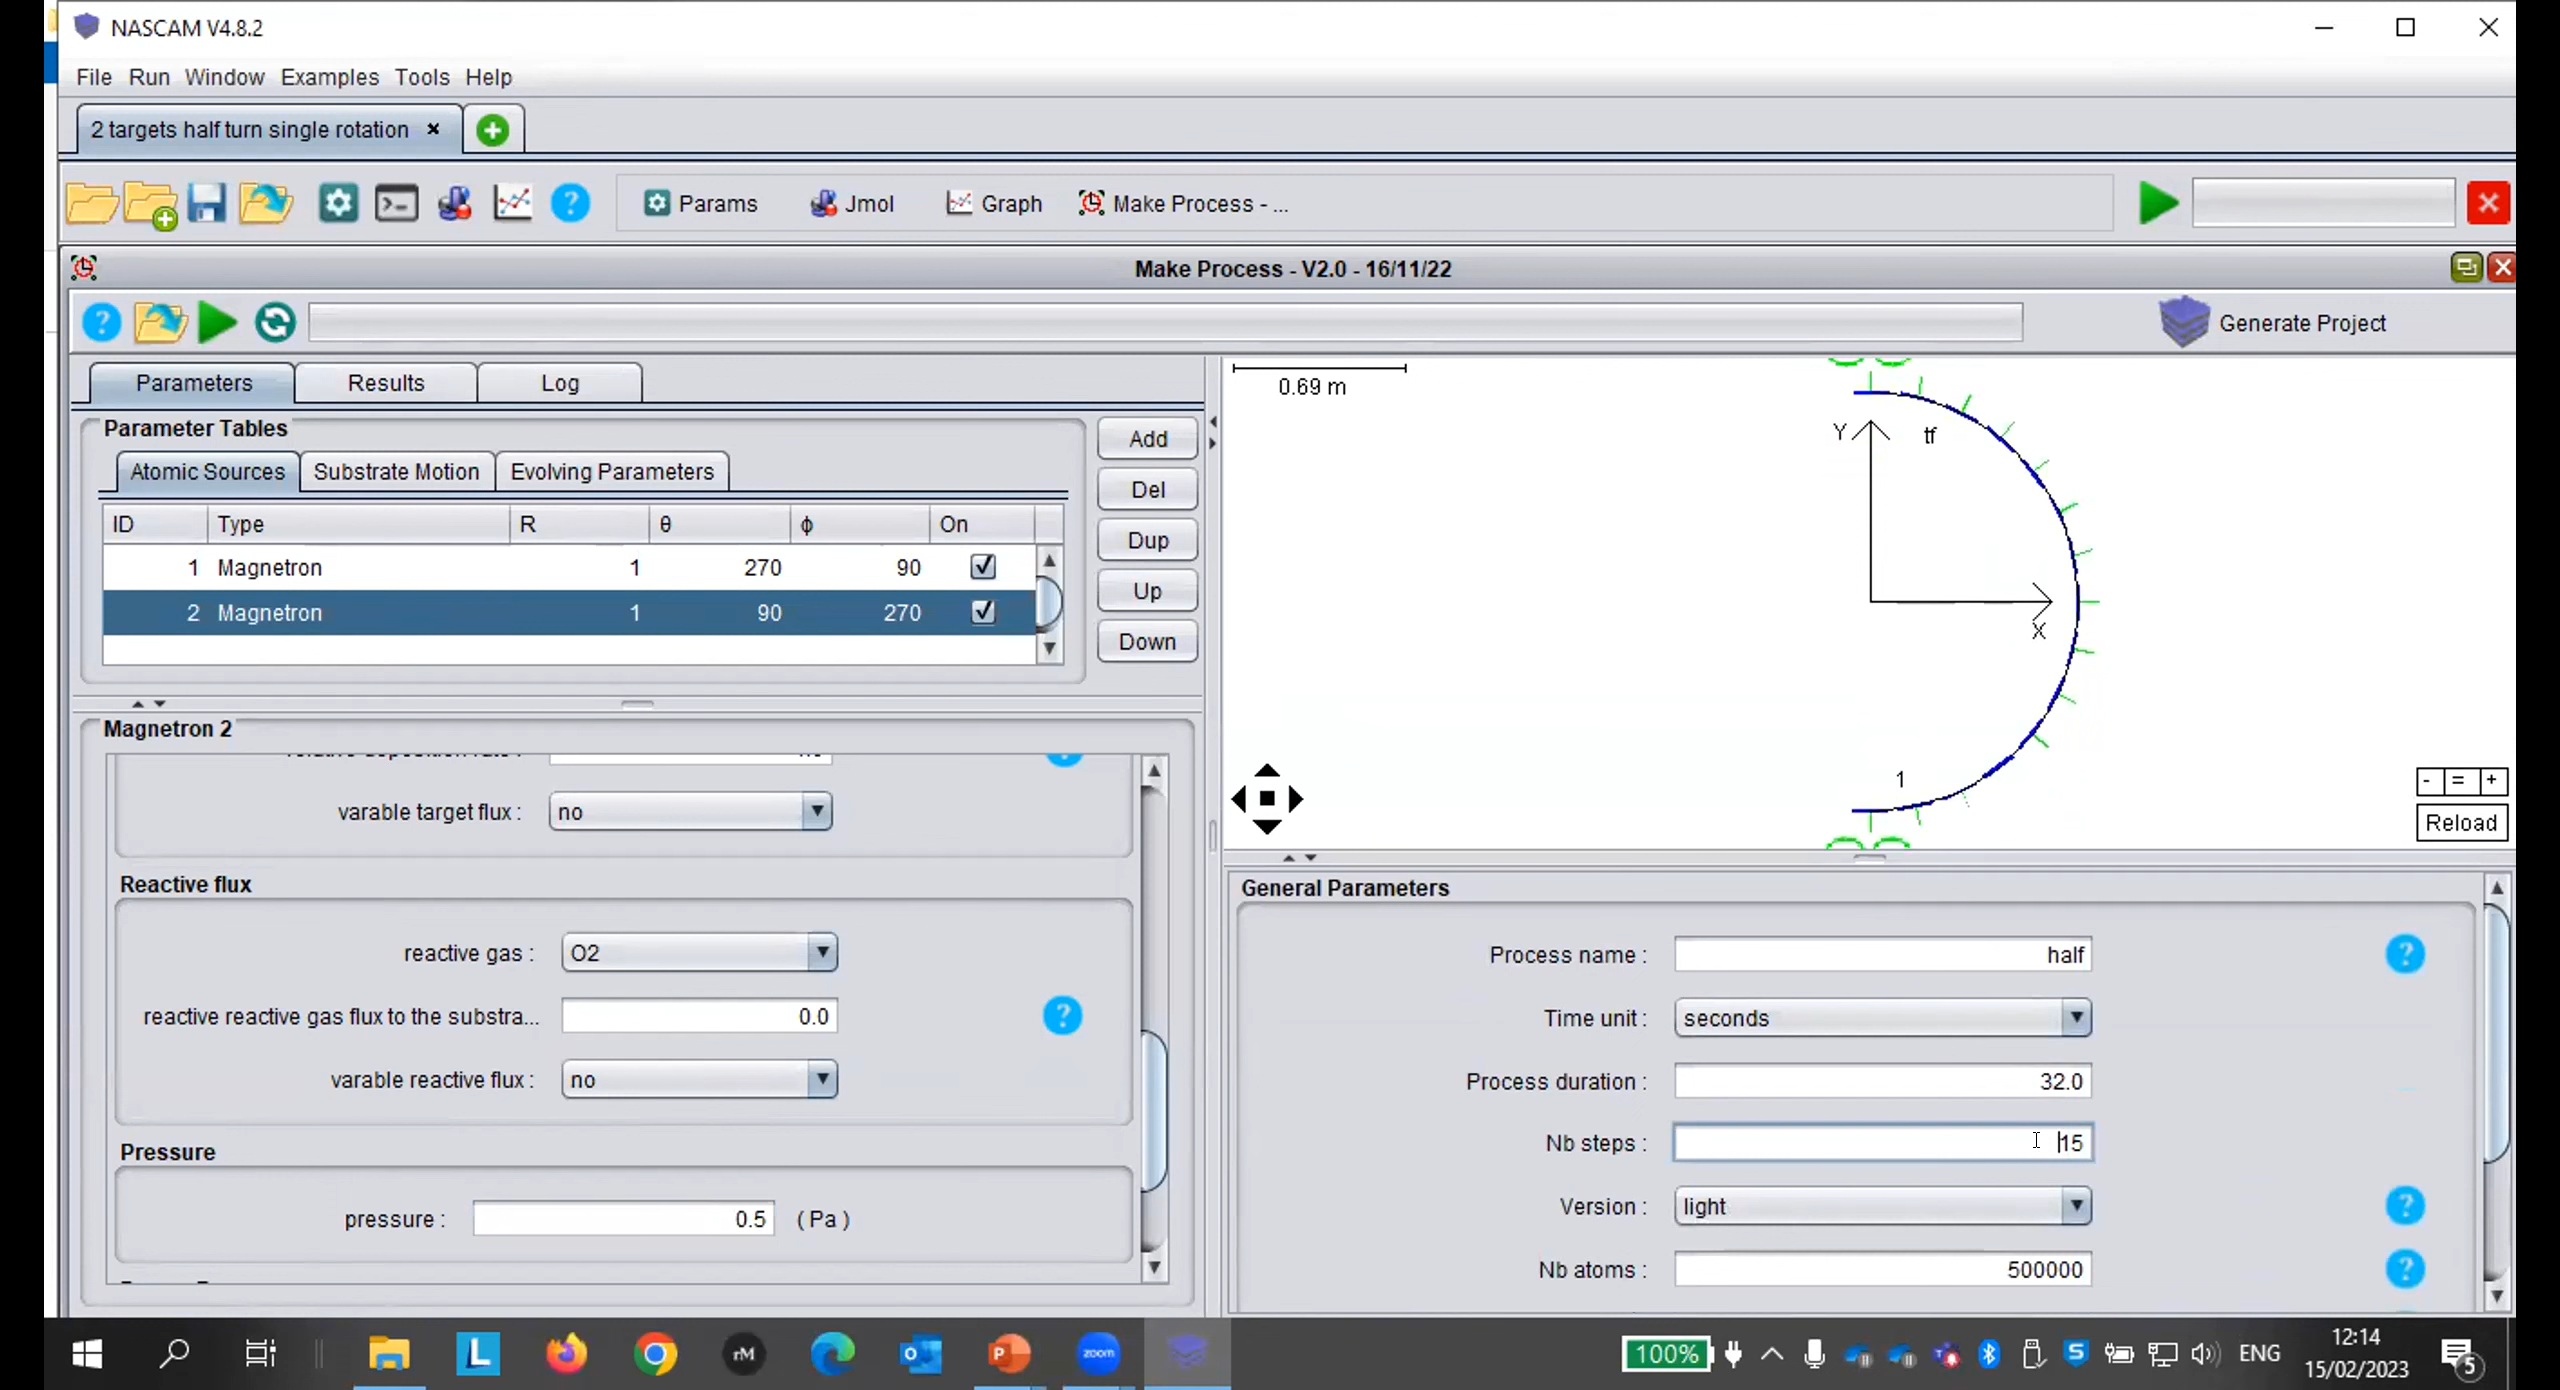 NASCAM V4.8.2
File Run Window Examples Tools Help
2 targets half turn single rotation
Params Jmol Graph Make Process - ...
Make Process - V2.0 - 16/11/22
Generate Project
Parameters Results Log
Parameter Tables
Atomic Sources Substrate Motion Evolving Parameters
ID Type R θ ϕ On
1 Magnetron 1 270 90
2 Magnetron 1 90 270
Add
Del
Dup
Up
Down
Magnetron 2
varable target flux : no
Reactive flux
reactive gas : O2
reactive reactive gas flux to the substra... 0.0
varable reactive flux : no
Pressure
pressure : 0.5 ( Pa )
0.69 m
Y
tf
X
1
- = +
Reload
General Parameters
Process name : half
Time unit : seconds
Process duration : 32.0
Nb steps : 15
Version : light
Nb atoms : 500000
L
rM
zoom
100%
ENG
12:14
15/02/2023
5